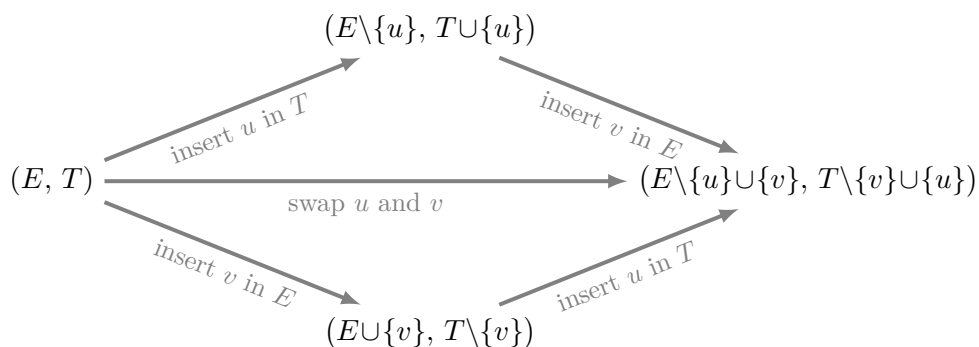 (E\{u}, T∪{u})
insert u in T
insert v in E
(E, T)
(E\{u}∪{v}, T\{v}∪{u})
swap u and v
insert v in E
insert u in T
(E∪{v}, T\{v})